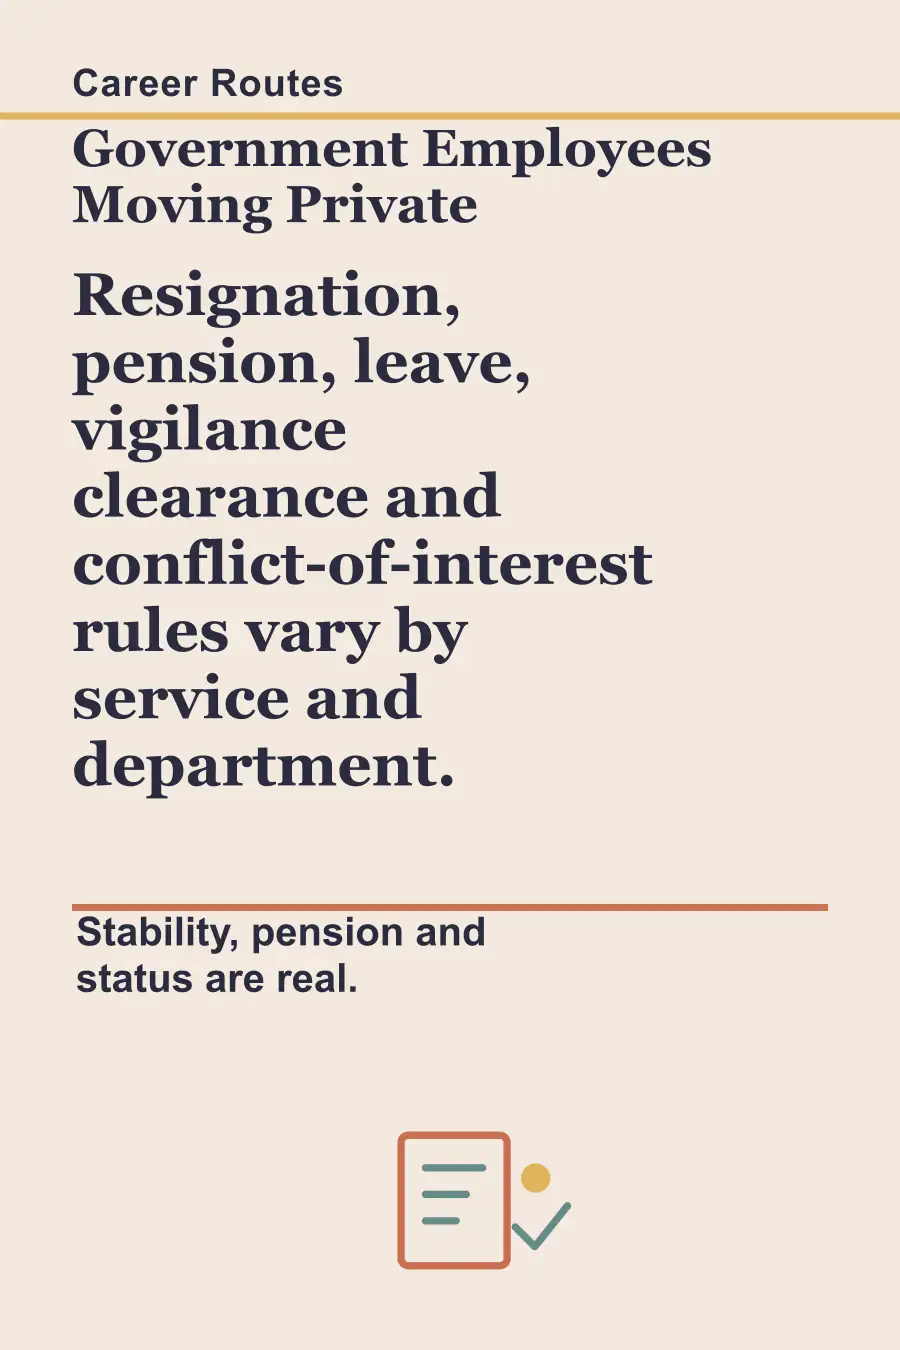 Career Routes
Government Employees
Moving Private
Resignation,
pension, leave,
vigilance
clearance and
conflict-of-interest
rules vary by
service and
department.
Stability, pension and
status are real.